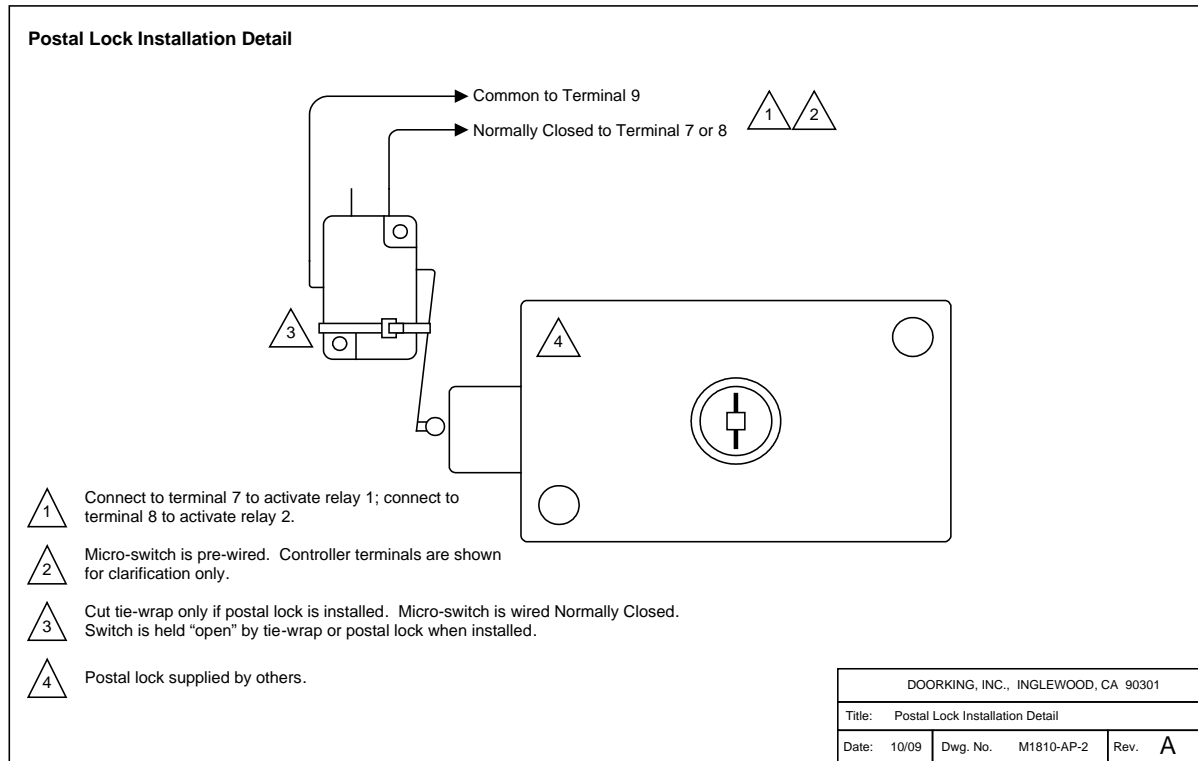 Postal Lock Installation Detail
Common to Terminal 9
Normally Closed to Terminal 7 or 8
1
2
3
4
1
Connect to terminal 7 to activate relay 1; connect to
terminal 8 to activate relay 2.
2
Micro-switch is pre-wired.  Controller terminals are shown
for clarification only.
3
Cut tie-wrap only if postal lock is installed.  Micro-switch is wired Normally Closed.
Switch is held “open” by tie-wrap or postal lock when installed.
4
Postal lock supplied by others.
DOORKING, INC.,  INGLEWOOD, CA  90301
Title: Postal Lock Installation Detail
Date: 10/09 Dwg. No. M1810-AP-2 Rev. A